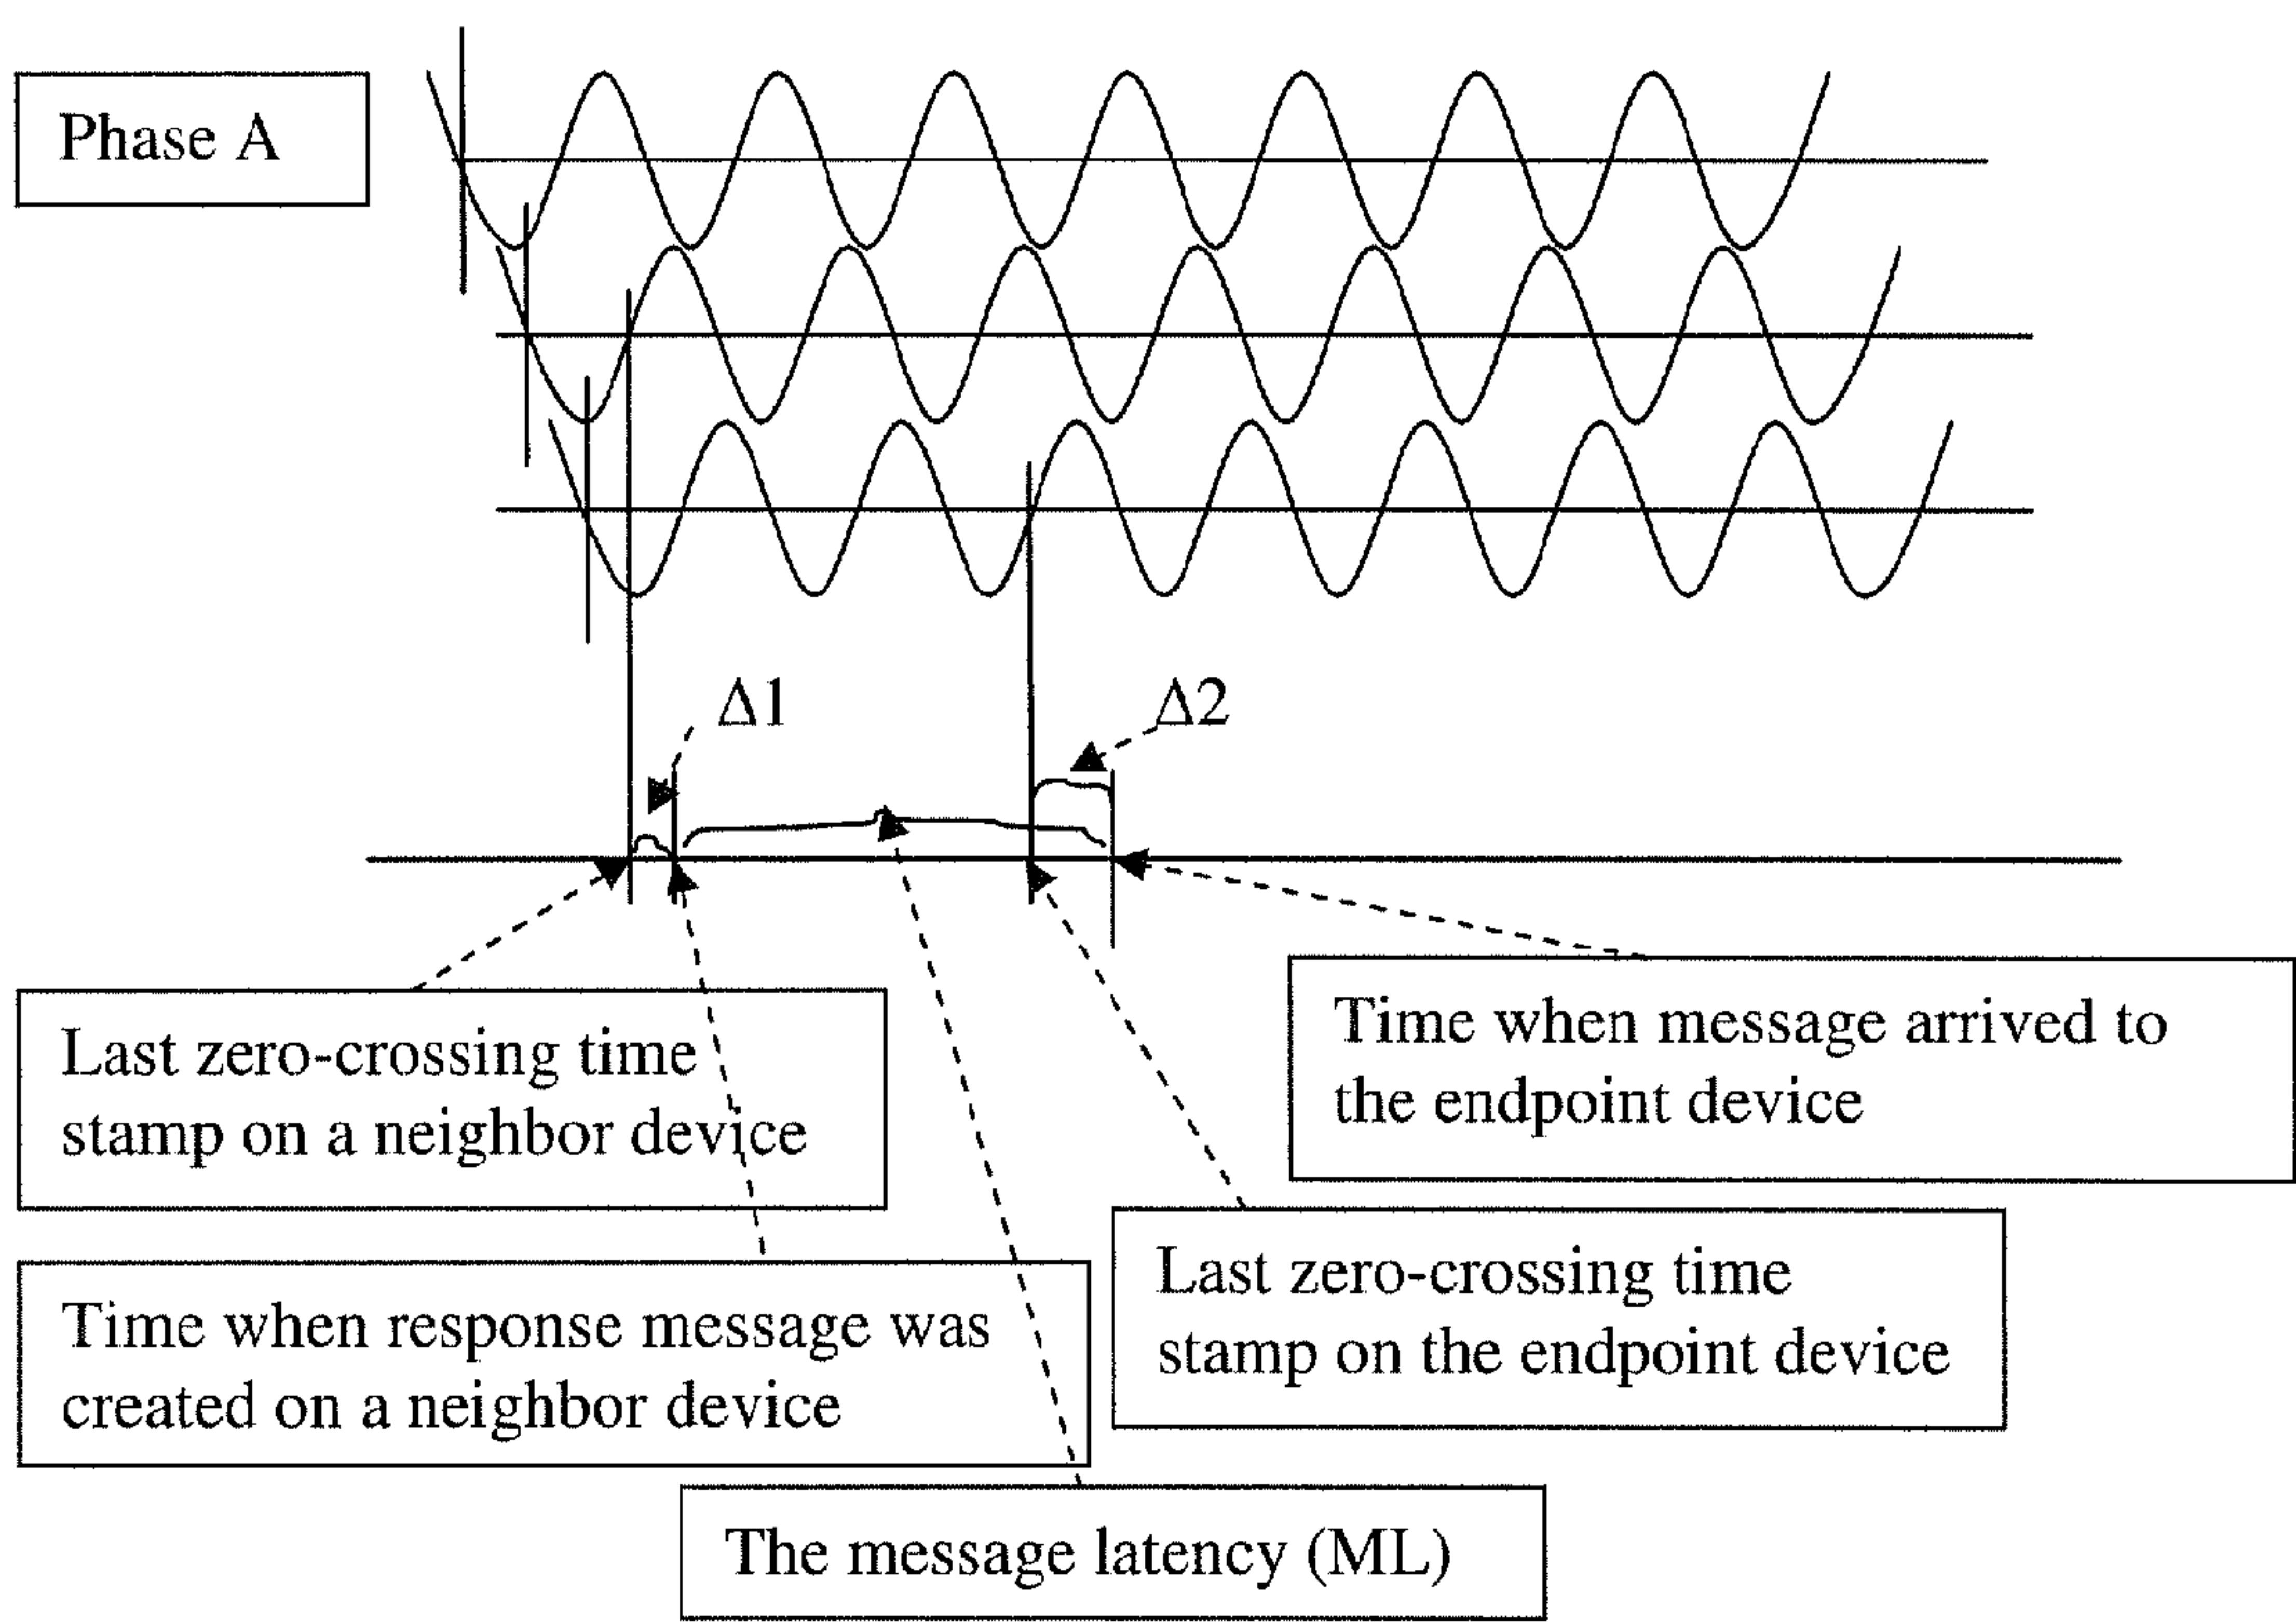 Phase A
Δ1
Δ2
Last zero-crossing time
stamp on a neighbor device
Time when message arrived to
the endpoint device
Time when response message was
created on a neighbor device
Last zero-crossing time
stamp on the endpoint device
The message latency (ML)